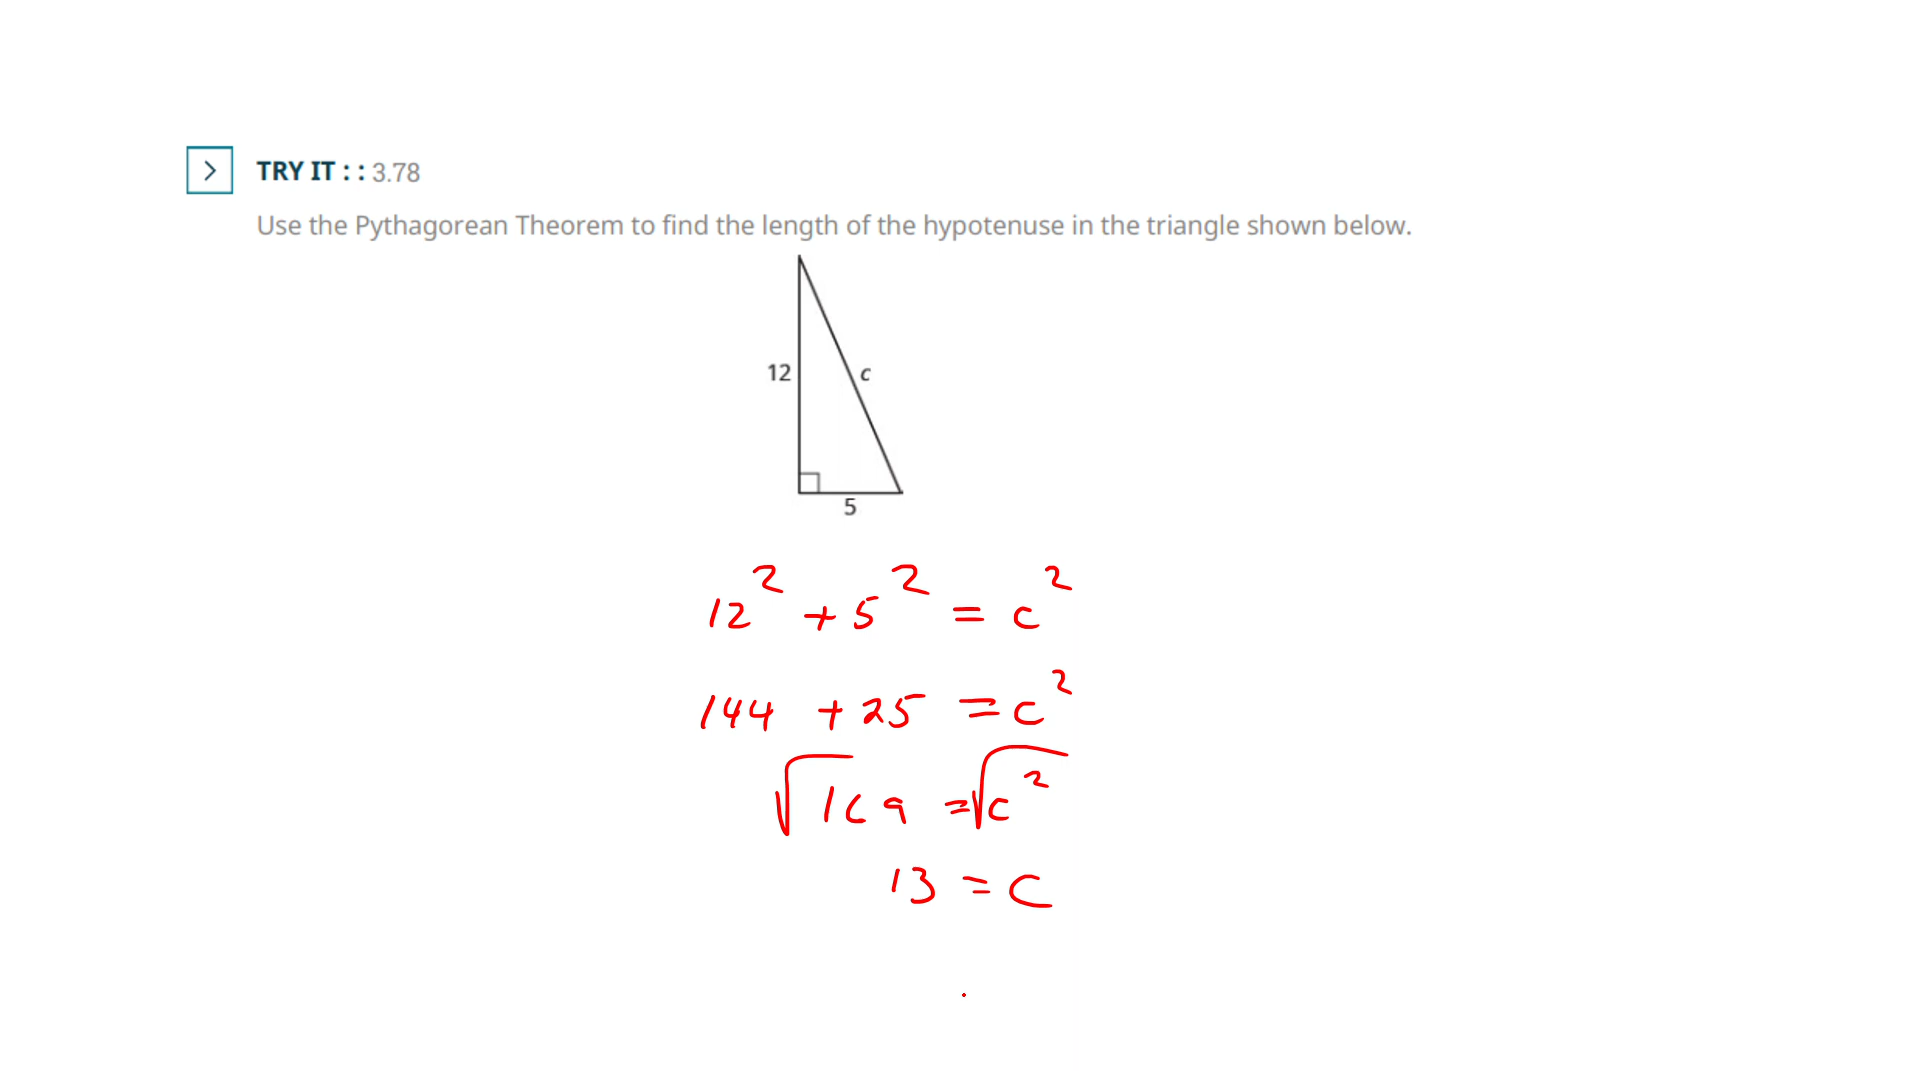 TRY IT : : 3.78
Use the Pythagorean Theorem to find the length of the hypotenuse in the triangle shown below.
12
c
5
12² + 5² = c²
144 + 25 = c²
√169 = √c²
13 = c